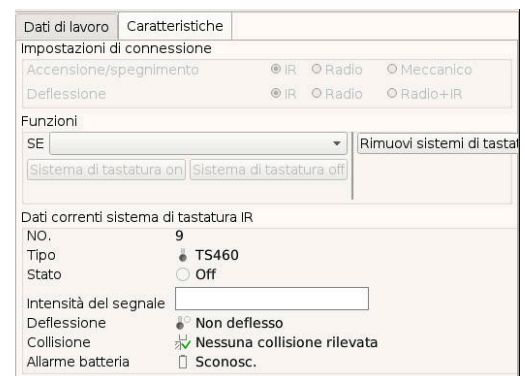 Dati di lavoro Caratteristiche
Impostazioni di connessione
Accensione/spegnimento IR Radio Meccanico
Deflessione IR Radio Radio+IR
Funzioni
SE Rimuovi sistemi di tastat
Sistema di tastatura on Sistema di tastatura off
Dati correnti sistema di tastatura IR
NO. 9
Tipo TS460
Stato Off
Intensità del segnale
Deflessione Non deflesso
Collisione Nessuna collisione rilevata
Allarme batteria Sconosc.